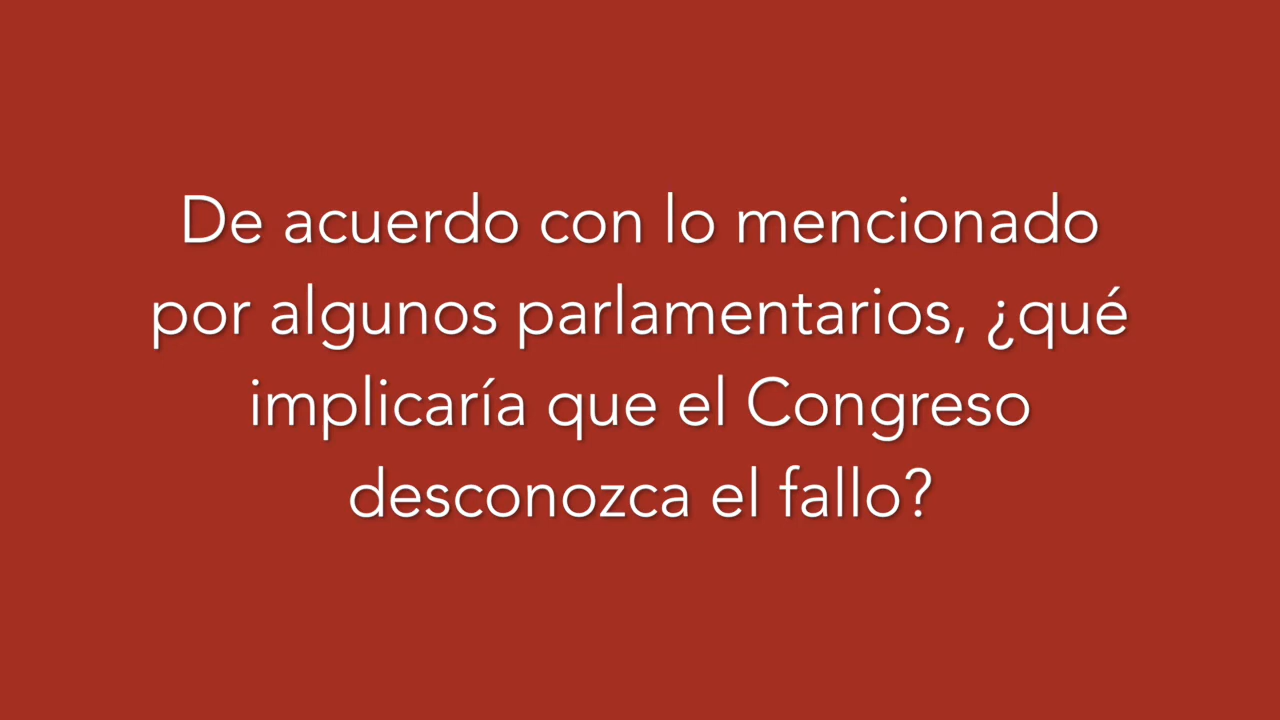 De acuerdo con lo mencionado
por algunos parlamentarios, ¿qué
implicaría que el Congreso
desconozca el fallo?